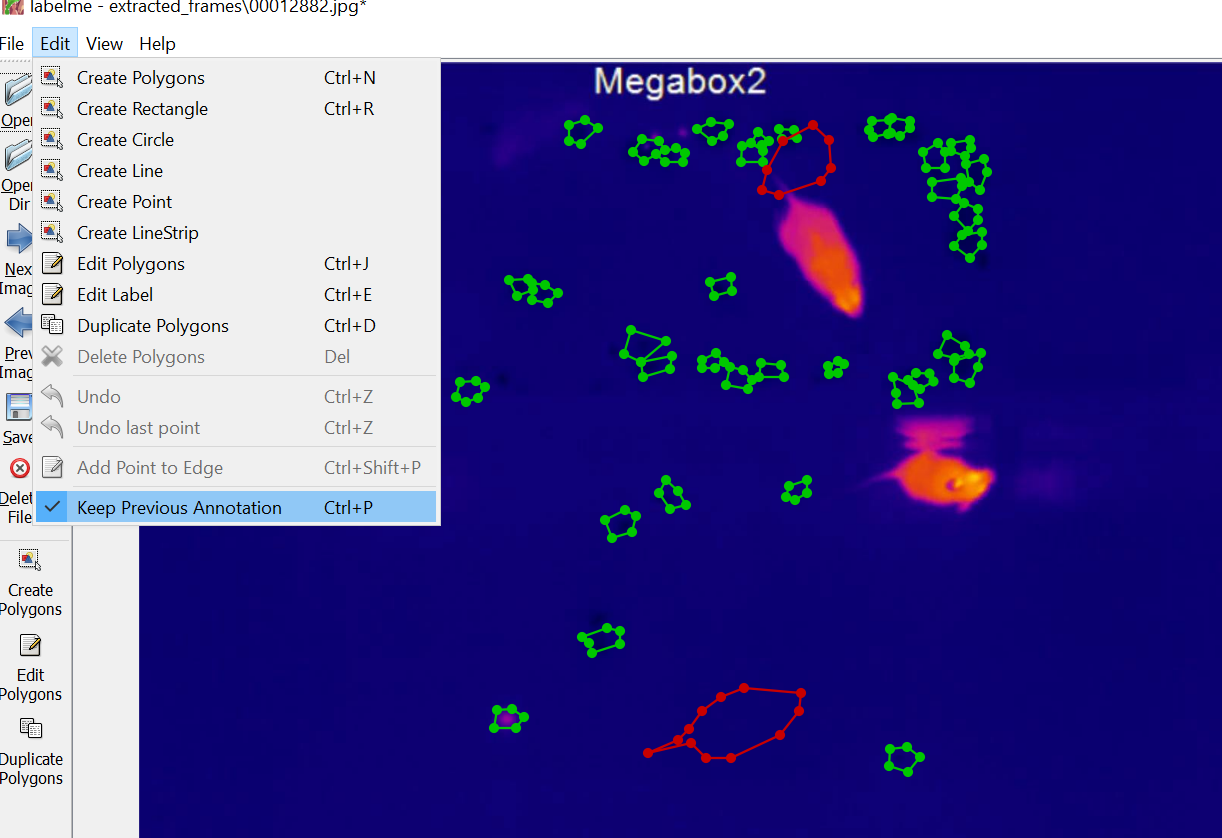 labelme - extracted_frames\00012882.jpg*
File Edit View Help
Create Polygons Ctrl+N
Create Rectangle Ctrl+R
Create Circle
Create Line
Create Point
Create LineStrip
Edit Polygons Ctrl+J
Edit Label Ctrl+E
Duplicate Polygons Ctrl+D
Delete Polygons Del
Undo Ctrl+Z
Undo last point Ctrl+Z
Add Point to Edge Ctrl+Shift+P
Keep Previous Annotation Ctrl+P
Open
Open
Dir
Nex
Imag
Prev
Imag
Save
Delet
File
Create
Polygons
Edit
Polygons
Duplicate
Polygons
Megabox2